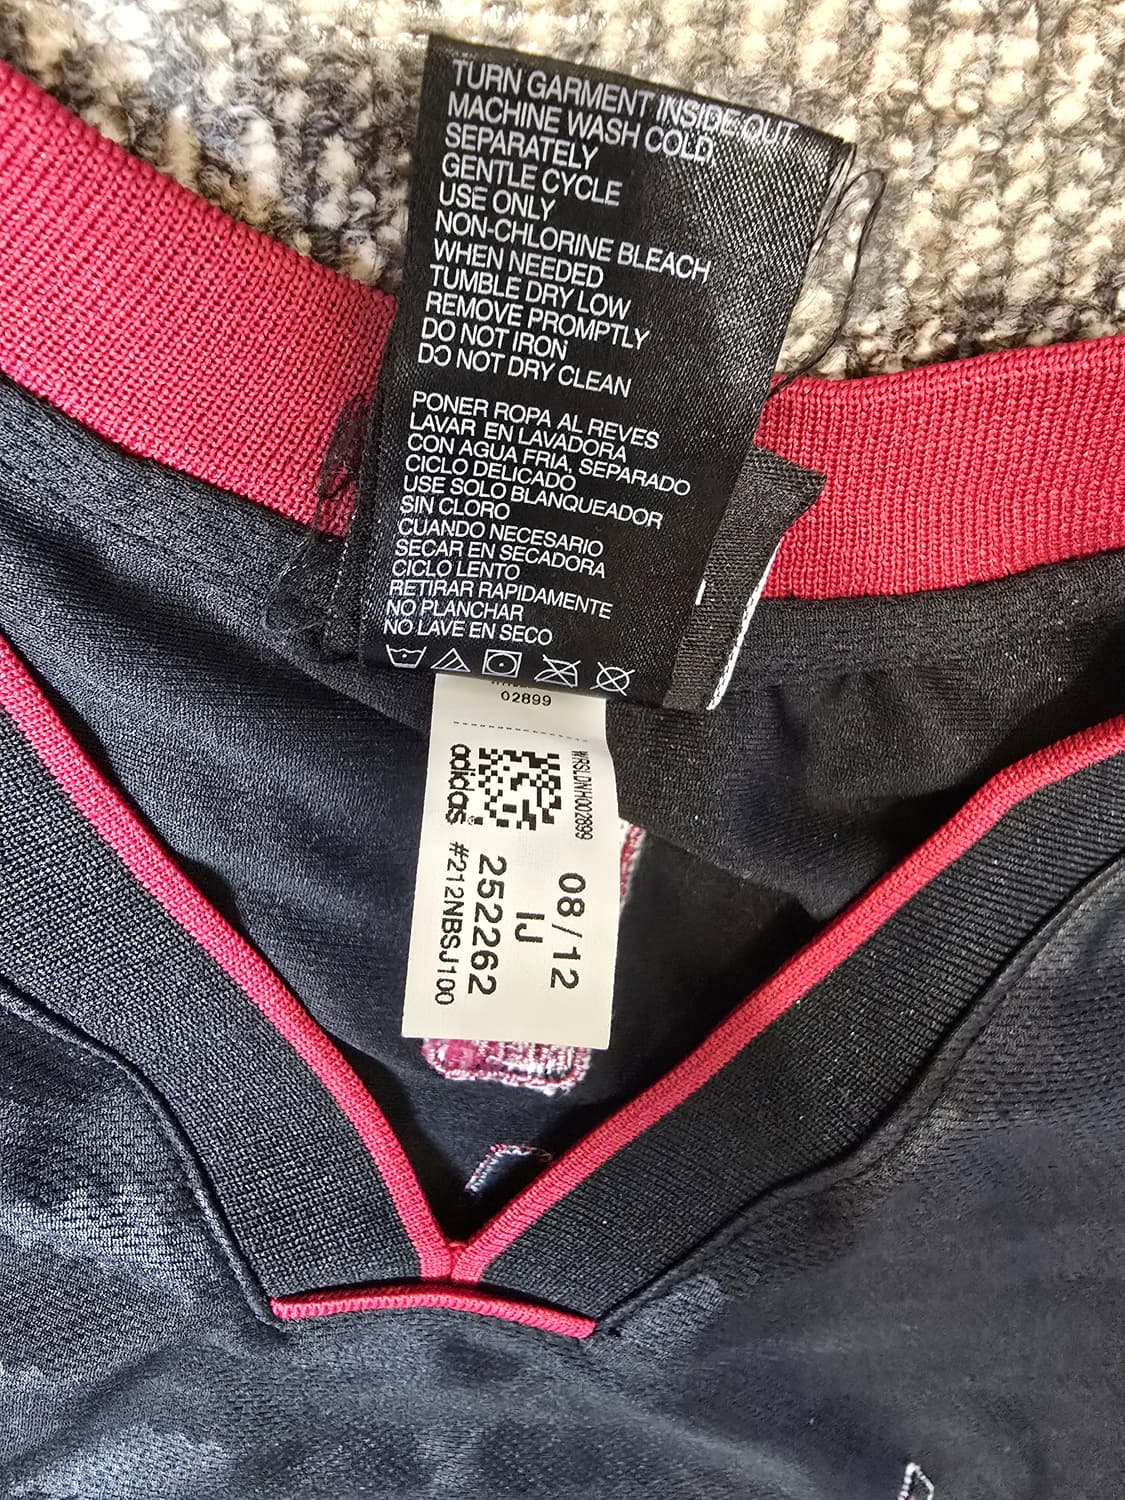 TURN GARMENT INSIDE OUT
MACHINE WASH COLD
SEPARATELY
GENTLE CYCLE
USE ONLY
NON-CHLORINE BLEACH
WHEN NEEDED
TUMBLE DRY LOW
REMOVE PROMPTLY
DO NOT IRON
DO NOT DRY CLEAN
PONER ROPA AL REVES
LAVAR EN LAVADORA
CON AGUA FRIA, SEPARADO
CICLO DELICADO
USE SOLO BLANQUEADOR
SIN CLORO
CUANDO NECESARIO
SECAR EN SECADORA
CICLO LENTO
RETIRAR RAPIDAMENTE
NO PLANCHAR
NO LAVE EN SECO
02899
WRSLDNH002899
adidas
08/12
IJ
252262
#212NBSJ100